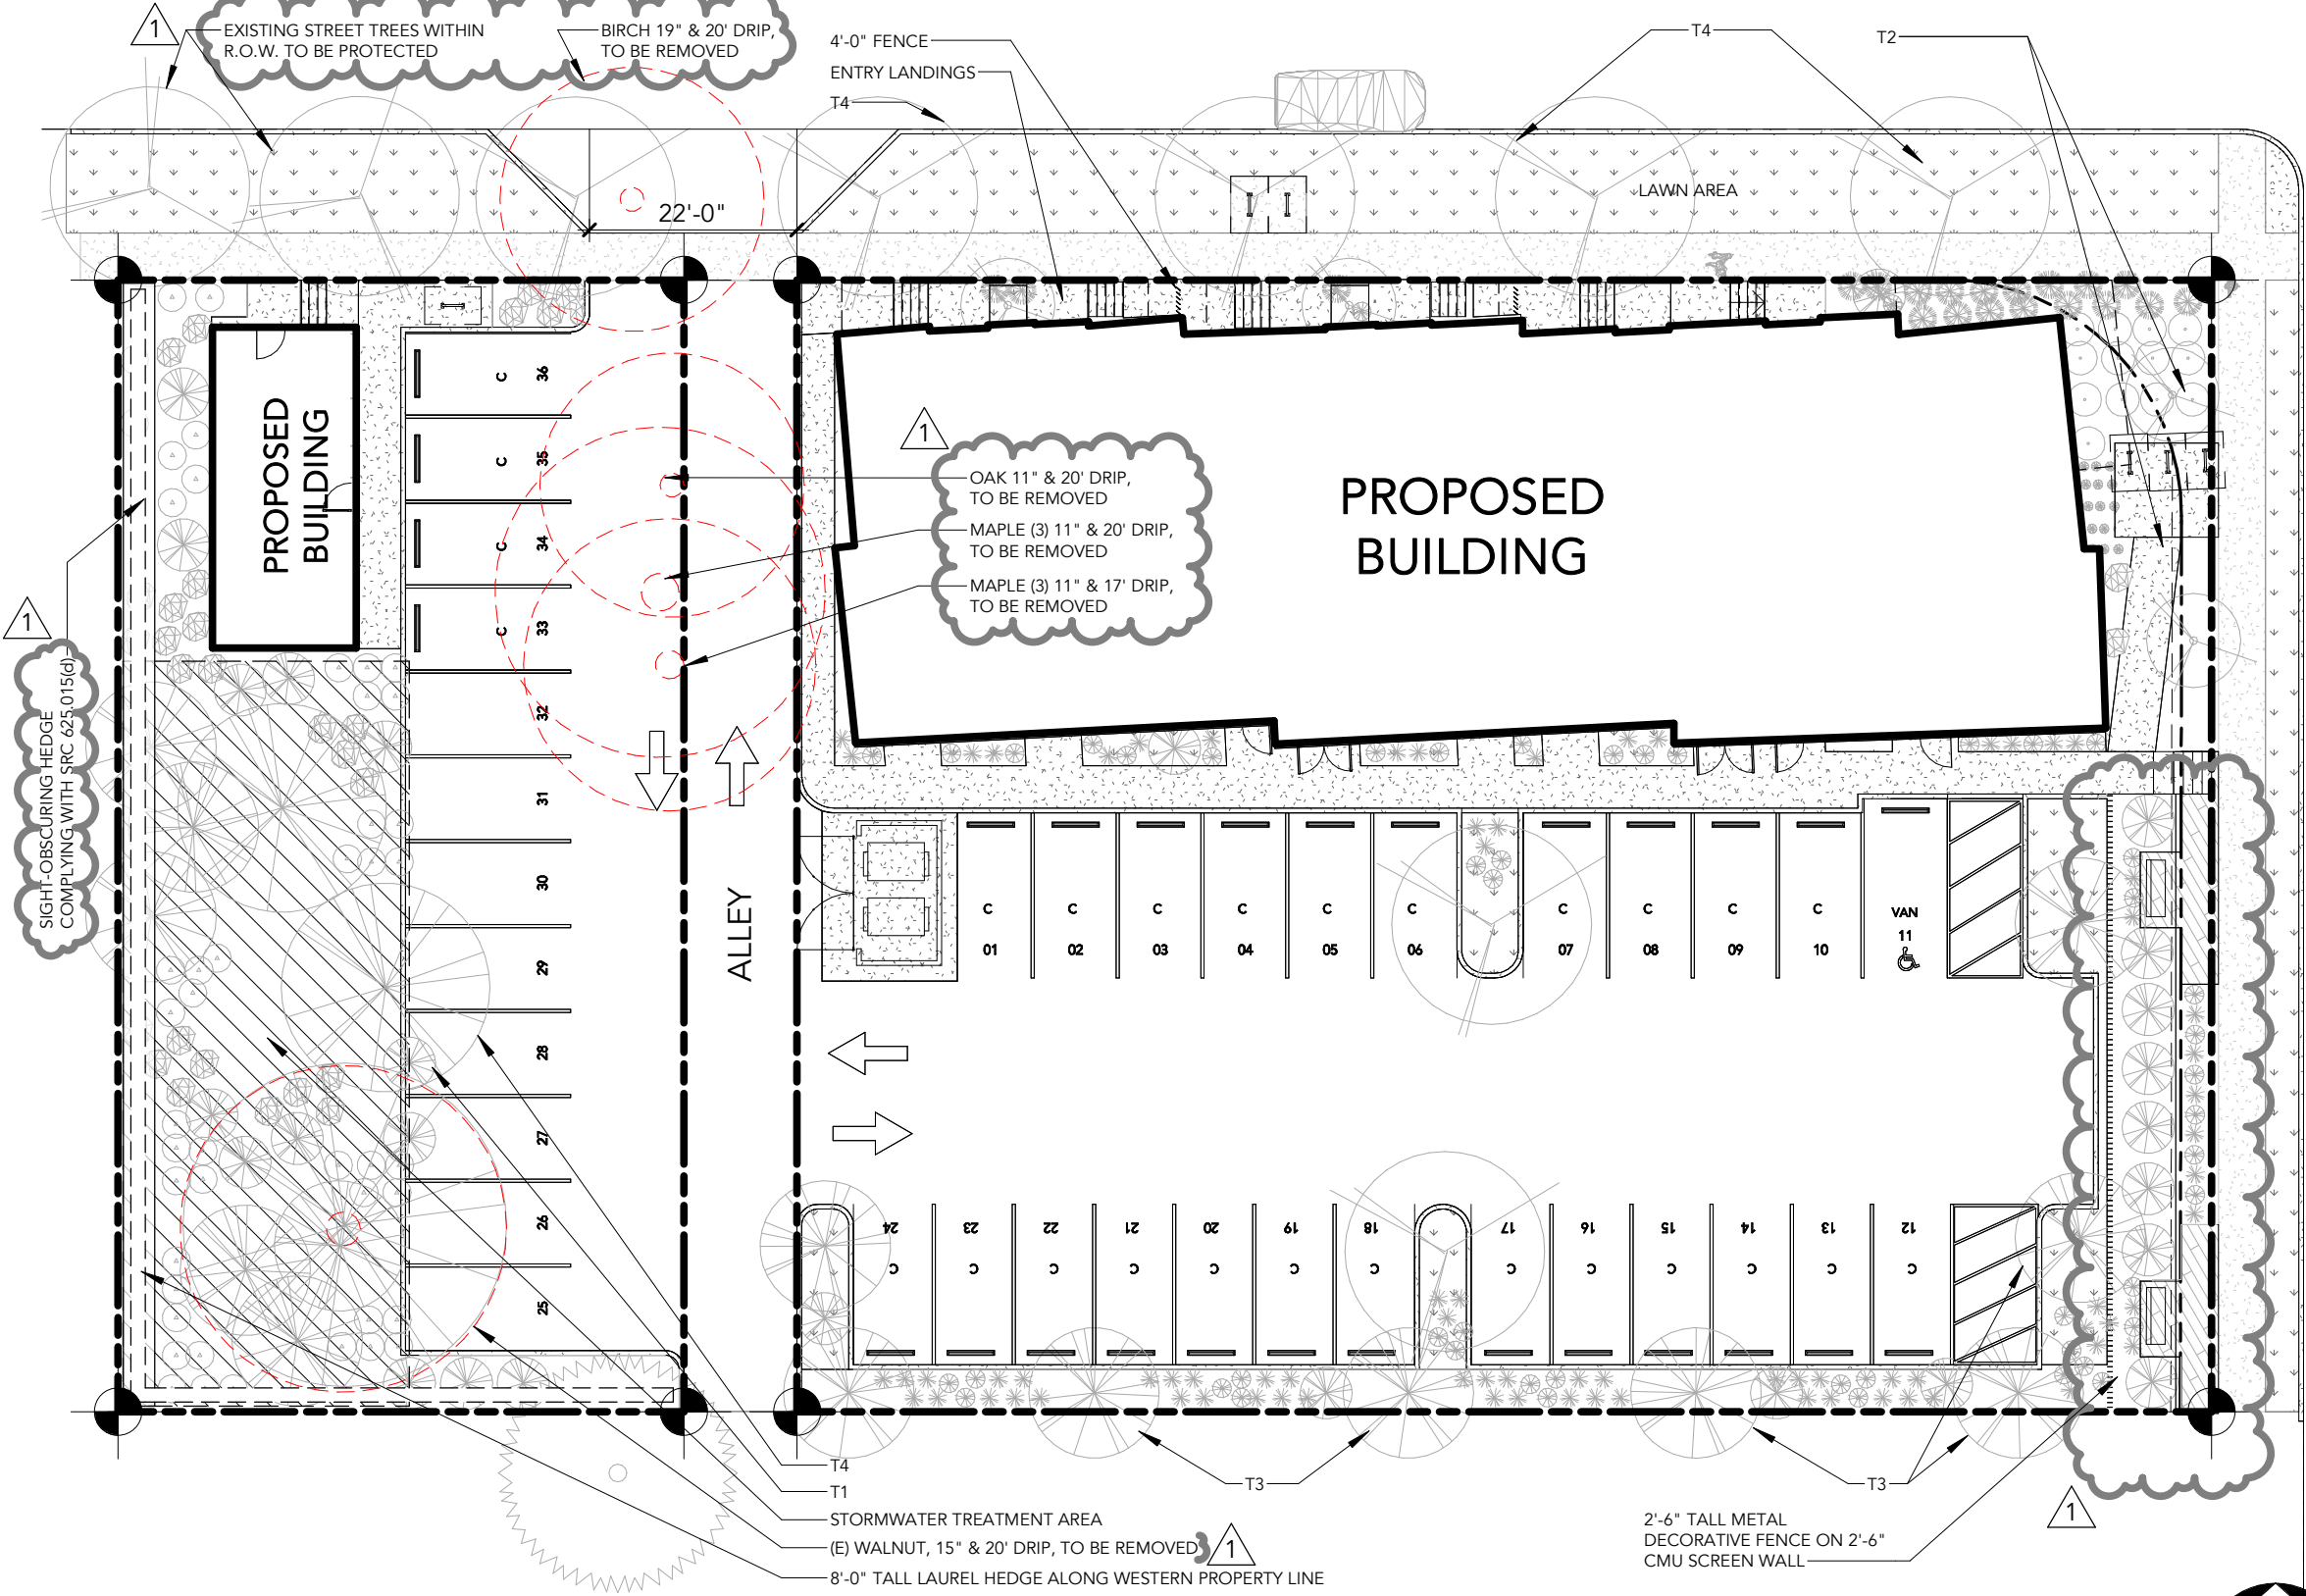 1
EXISTING STREET TREES WITHIN
R.O.W. TO BE PROTECTED
BIRCH 19" & 20' DRIP,
TO BE REMOVED
4'-0" FENCE
ENTRY LANDINGS
T4
T4
T2
LAWN AREA
22'-0"
PROPOSED
BUILDING
C 36
C 35
C 34
C 33
32
31
30
29
28
27
26
25
1
OAK 11" & 20' DRIP,
TO BE REMOVED
MAPLE (3) 11" & 20' DRIP,
TO BE REMOVED
MAPLE (3) 11" & 17' DRIP,
TO BE REMOVED
PROPOSED
BUILDING
1
SIGHT-OBSCURING HEDGE
COMPLYING WITH SRC 625.015(d)
ALLEY
C C C C C C C C C C VAN
01 02 03 04 05 06 07 08 09 10 11
24 23 22 21 20 19 18 17 16 15 14 13 12
C C C C C C C C C C C C C
T4
T1
STORMWATER TREATMENT AREA
(E) WALNUT, 15" & 20' DRIP, TO BE REMOVED
1
8'-0" TALL LAUREL HEDGE ALONG WESTERN PROPERTY LINE
T3
T3
2'-6" TALL METAL
DECORATIVE FENCE ON 2'-6"
CMU SCREEN WALL
1